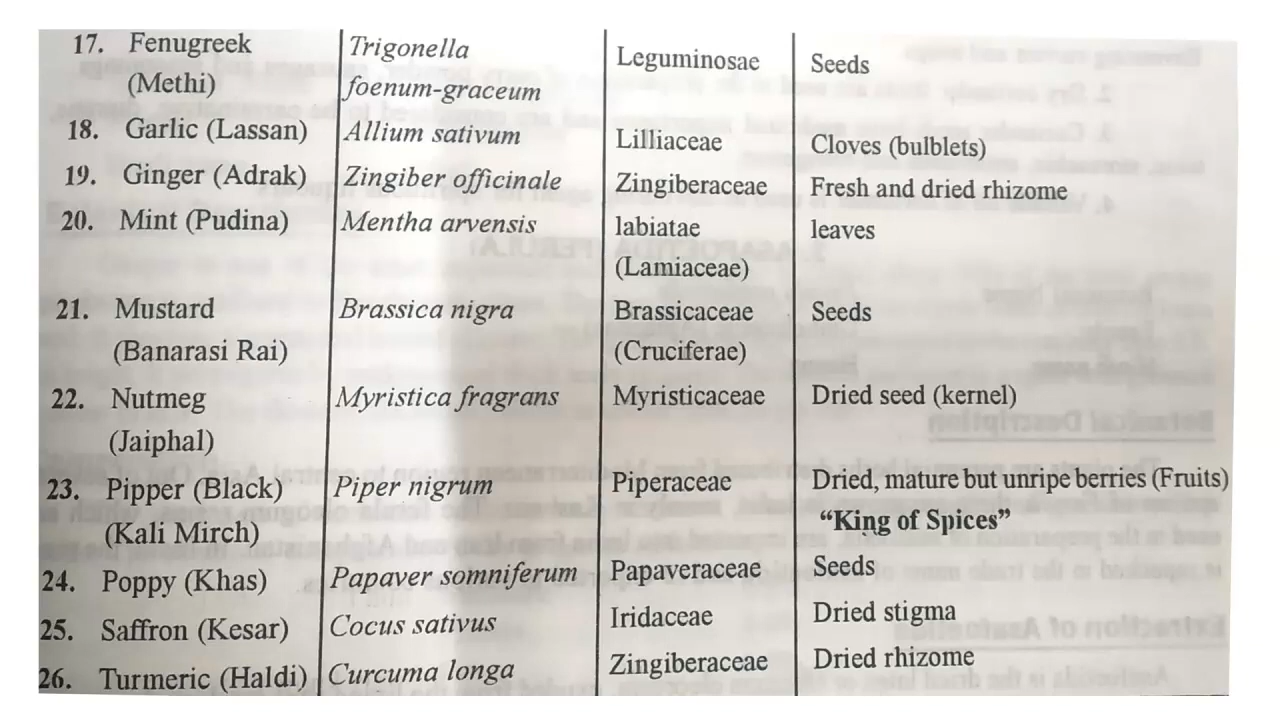 17. Fenugreek Trigonella Leguminosae Seeds
(Methi) foenum-graceum
18. Garlic (Lassan) Allium sativum Lilliaceae Cloves (bulblets)
19. Ginger (Adrak) Zingiber officinale Zingiberaceae Fresh and dried rhizome
20. Mint (Pudina) Mentha arvensis labiatae leaves
(Lamiaceae)
21. Mustard Brassica nigra Brassicaceae Seeds
(Banarasi Rai) (Cruciferae)
22. Nutmeg Myristica fragrans Myristicaceae Dried seed (kernel)
(Jaiphal)
23. Pipper (Black) Piper nigrum Piperaceae Dried, mature but unripe berries (Fruits)
(Kali Mirch) “King of Spices”
24. Poppy (Khas) Papaver somniferum Papaveraceae Seeds
25. Saffron (Kesar) Cocus sativus Iridaceae Dried stigma
26. Turmeric (Haldi) Curcuma longa Zingiberaceae Dried rhizome